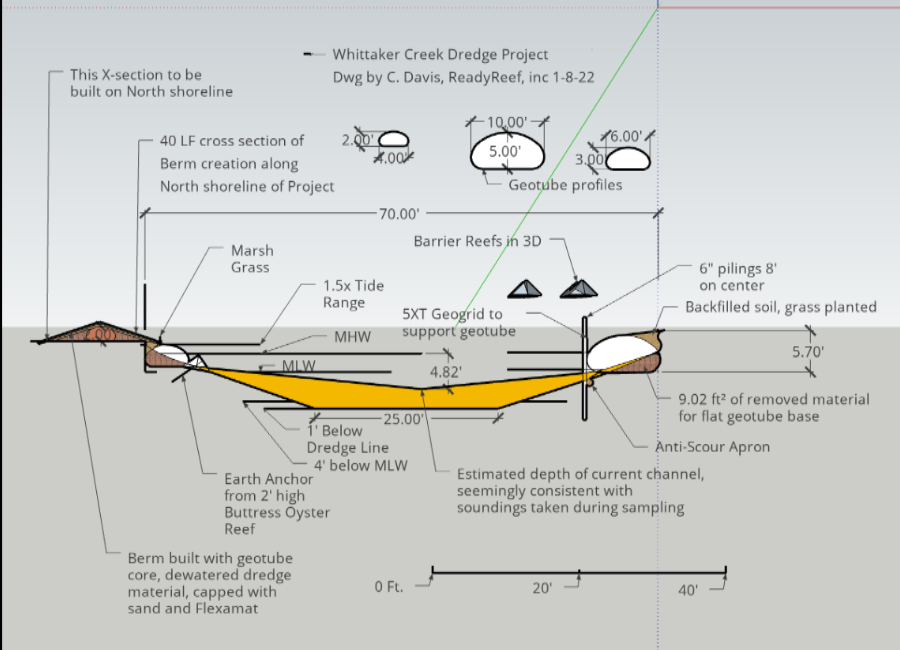 Whittaker Creek Dredge Project
Dwg by C. Davis, ReadyReef, inc 1-8-22
This X-section to be
built on North shoreline
40 LF cross section of
Berm creation along
North shoreline of Project
2.00'
4.00'
10.00'
5.00'
6.00'
3.00'
Geotube profiles
70.00'
Marsh
Grass
Barrier Reefs in 3D
1.5x Tide
Range
6" pilings 8'
on center
Backfilled soil, grass planted
5XT Geogrid to
support geotube
2.00'
MHW
MLW
4.82'
5.70'
25.00'
9.02 ft² of removed material
for flat geotube base
1' Below
Dredge Line
4' below MLW
Anti-Scour Apron
Earth Anchor
from 2' high
Buttress Oyster
Reef
Estimated depth of current channel,
seemingly consistent with
soundings taken during sampling
Berm built with geotube
core, dewatered dredge
material, capped with
sand and Flexamat
0 Ft.
20'
40'